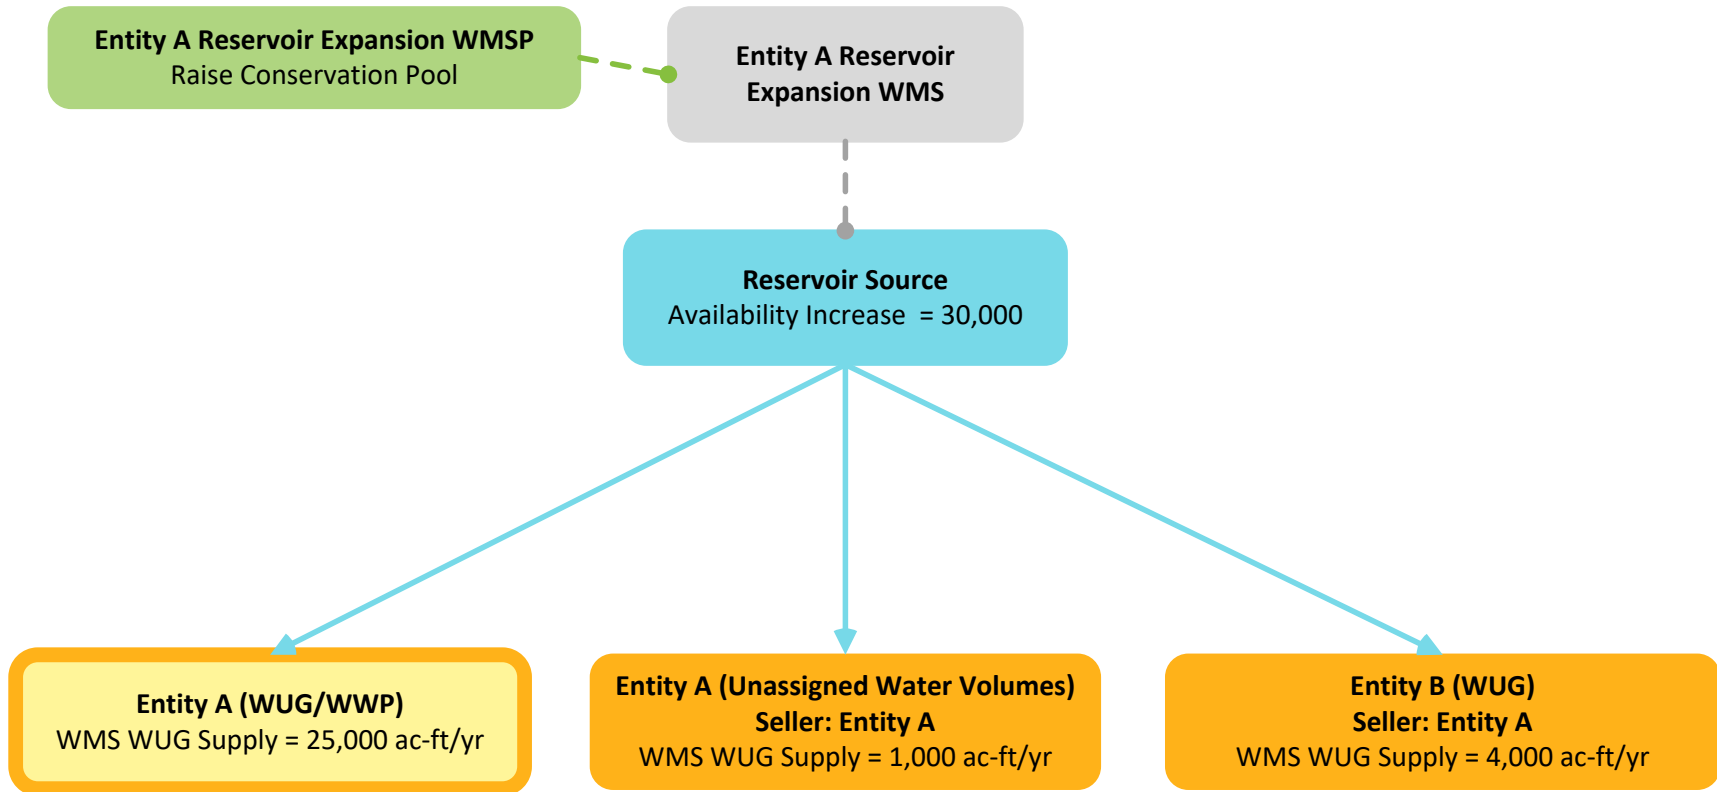 Entity A Reservoir Expansion WMSP
Raise Conservation Pool
Entity A Reservoir
Expansion WMS
Reservoir Source
Availability Increase  = 30,000
Entity A (WUG/WWP)
WMS WUG Supply = 25,000 ac-ft/yr
Entity A (Unassigned Water Volumes)
Seller: Entity A
WMS WUG Supply = 1,000 ac-ft/yr
Entity B (WUG)
Seller: Entity A
WMS WUG Supply = 4,000 ac-ft/yr